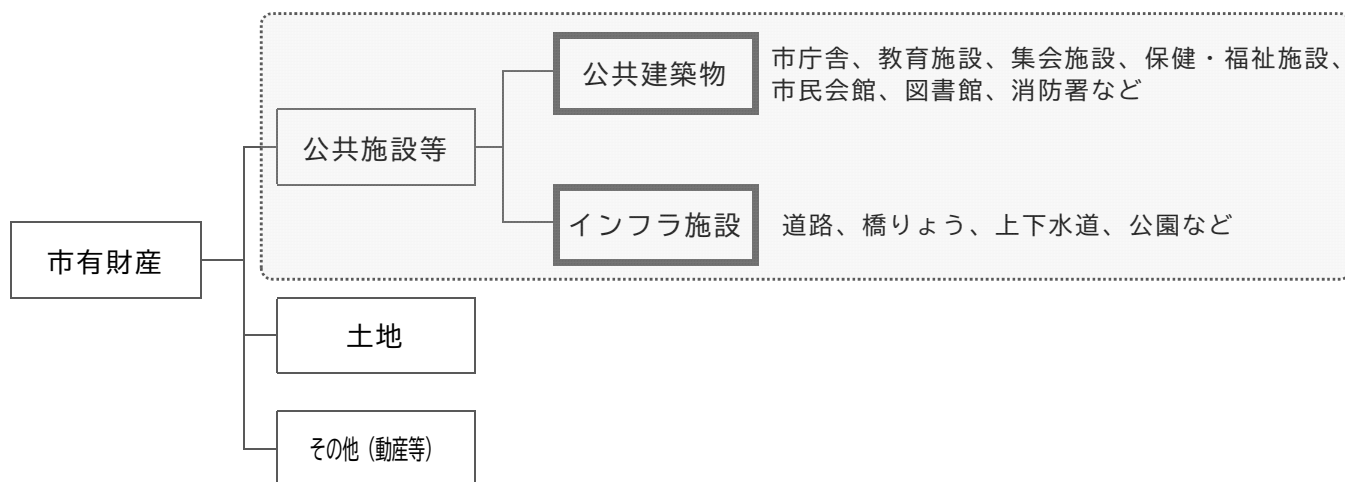 公共建築物
市庁舎、教育施設、集会施設、保健・福祉施設、
市民会館、図書館、消防署など
公共施設等
インフラ施設
道路、橋りょう、上下水道、公園など
市有財産
土地
その他（動産等）